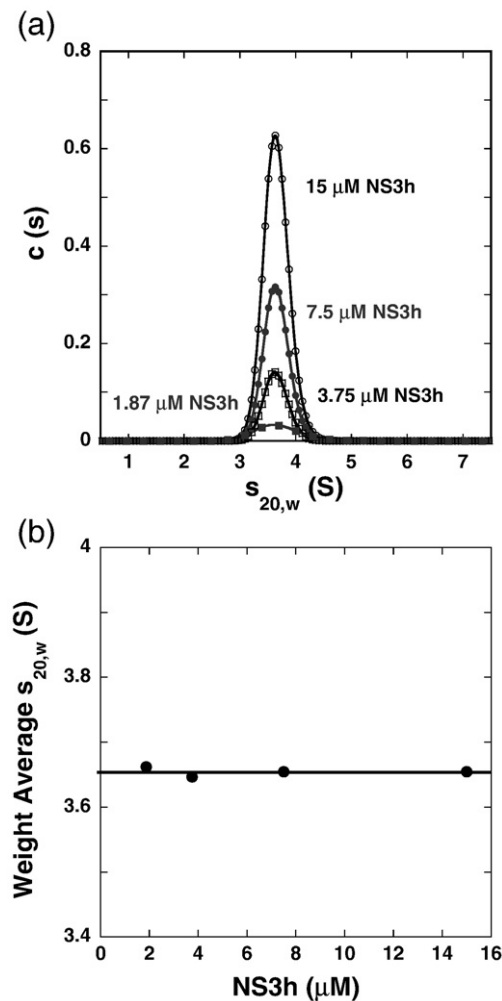 (a)
0.8
0.6
0.4
0.2
0
c (s)
15 μM NS3h
7.5 μM NS3h
1.87 μM NS3h
3.75 μM NS3h
1 2 3 4 5 6 7
s20,w (S)
(b)
4
3.8
3.6
3.4
Weight Average s20,w (S)
0 2 4 6 8 10 12 14 16
NS3h (μM)